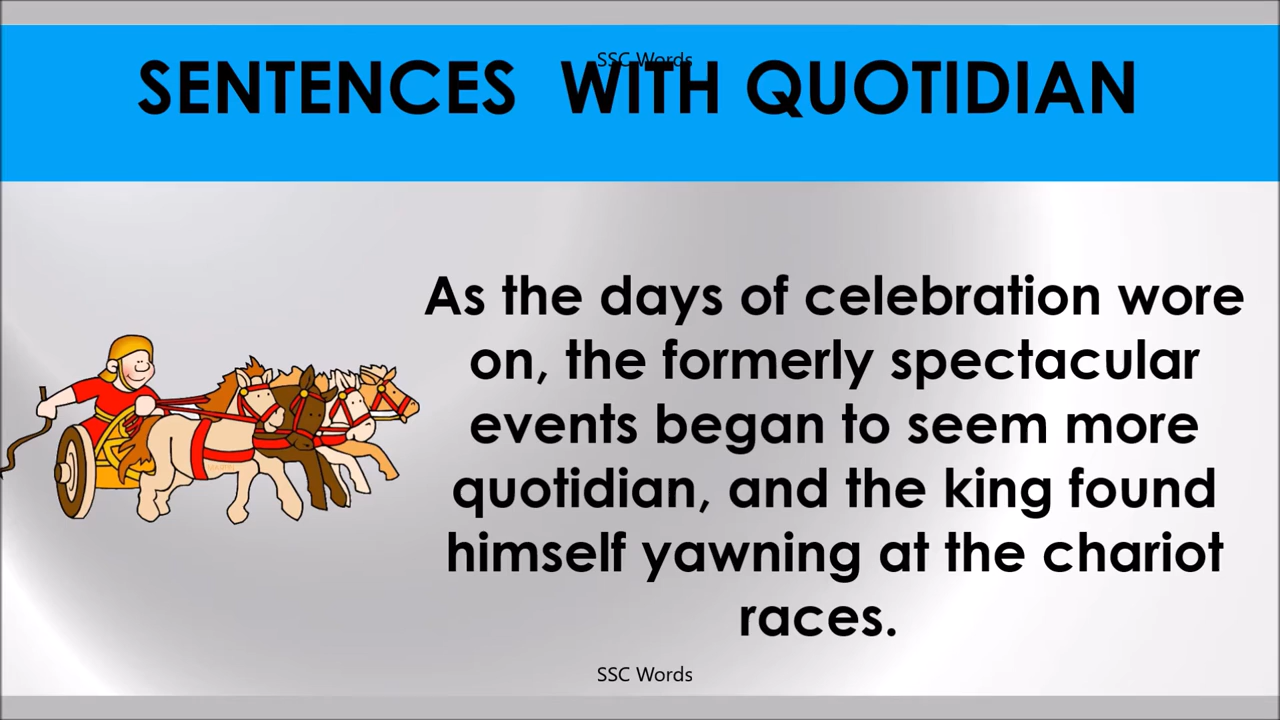 SSC Words
SENTENCES WITH QUOTIDIAN
As the days of celebration wore
on, the formerly spectacular
events began to seem more
quotidian, and the king found
himself yawning at the chariot
races.
SSC Words